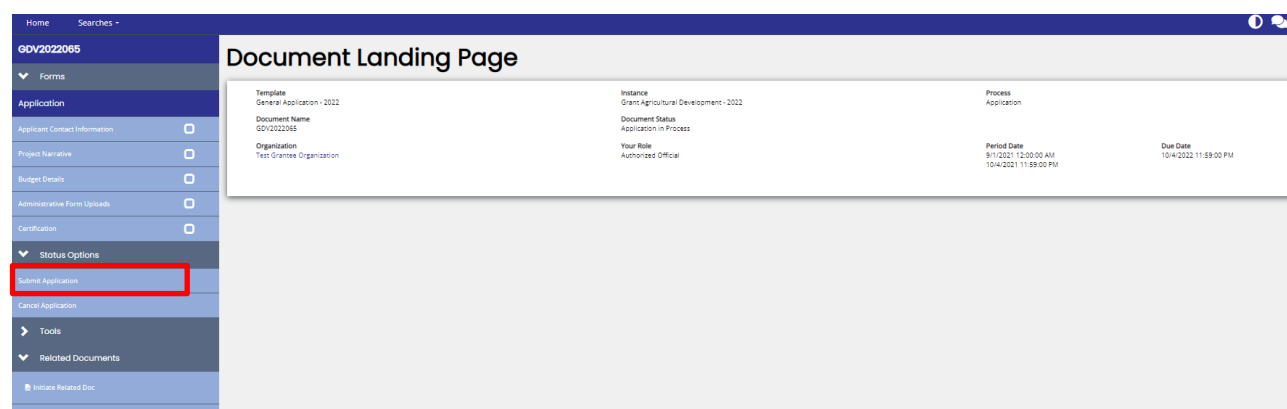 Home Searches -
GDV2022065
Forms
Application
Applicant Contact Information
Project Narrative
Budget Details
Administrative Form Uploads
Certification
Status Options
Submit Application
Cancel Application
Tools
Related Documents
Initiate Related Doc
Document Landing Page
Template
General Application - 2022
Instance
Grant Agricultural Development - 2022
Process
Application
Document Name
GDV2022065
Document Status
Application in Process
Organization
Test Grantee Organization
Your Role
Authorized Official
Period Date
9/1/2021 12:00:00 AM
10/4/2021 11:59:00 PM
Due Date
10/4/2022 11:59:00 PM